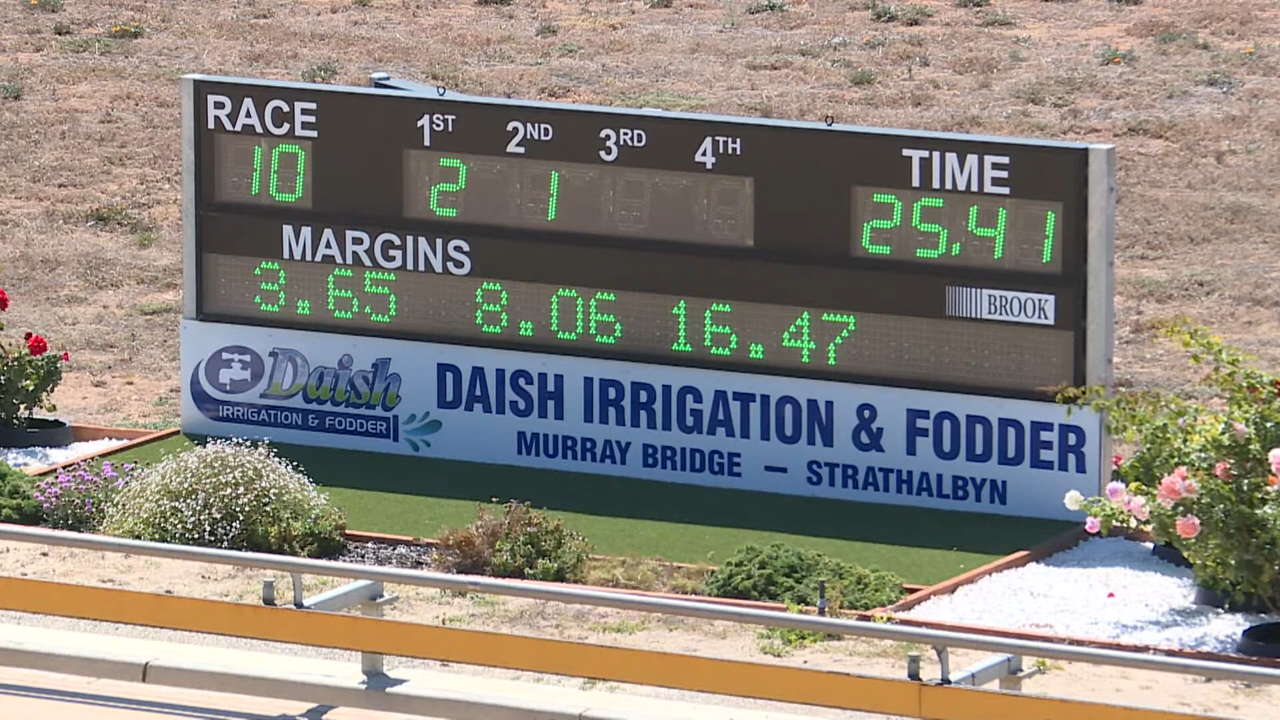 RACE 1ST 2ND 3RD 4TH TIME
10 2 1 25.41
MARGINS
3.65 8.06 16.47
BROOK
Daish
IRRIGATION & FODDER
DAISH IRRIGATION & FODDER
MURRAY BRIDGE – STRATHALBYN